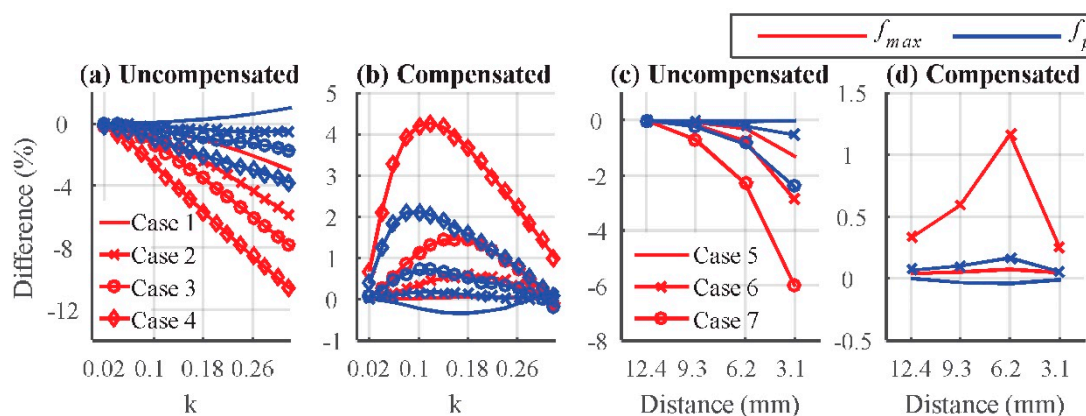 f_max
(a) Uncompensated
(b) Compensated
(c) Uncompensated
(d) Compensated
Difference (%)
0
-4
-8
-12
Case 1
Case 2
Case 3
Case 4
0.02 0.1 0.18 0.26
k
5
4
3
2
1
0
-1
0.02 0.1 0.18 0.26
k
0
-2
-4
-6
-8
Case 5
Case 6
Case 7
12.4 9.3 6.2 3.1
Distance (mm)
1.5
1
0.5
0
-0.5
12.4 9.3 6.2 3.1
Distance (mm)